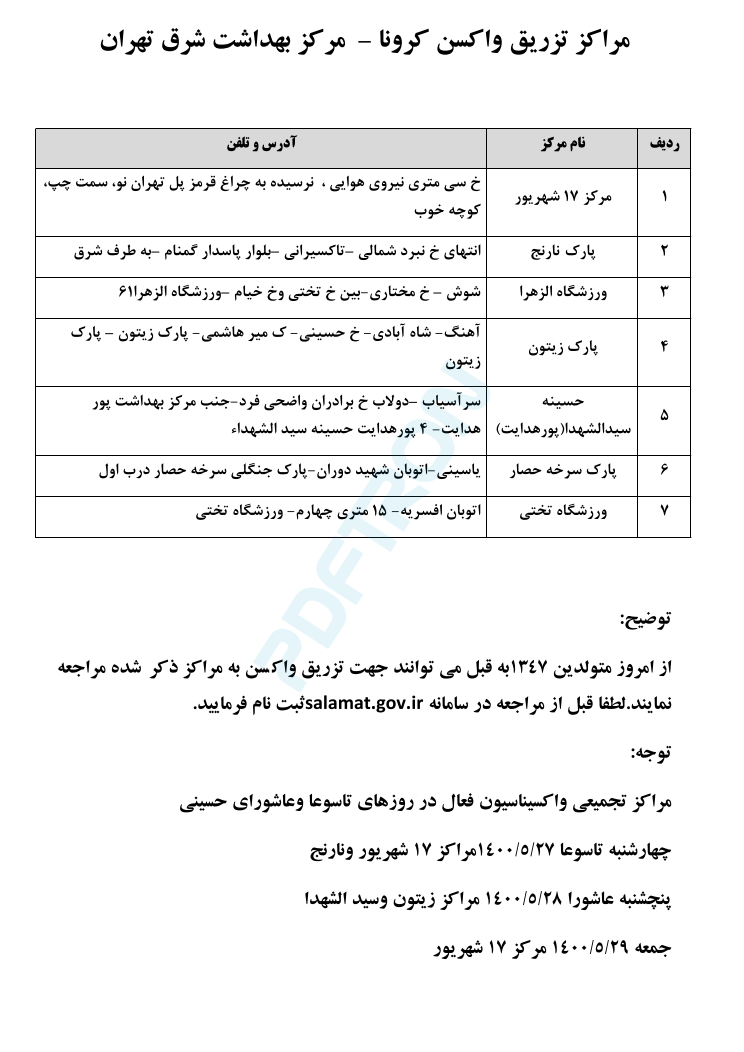 مراکز تزریق واکسن کرونا – مرکز بهداشت شرق تهران
ردیف نام مرکز آدرس و تلفن
۱ مرکز ۱۷ شهریور خ سی متری نیروی هوایی ، نرسیده به چراغ قرمز پل تهران نو، سمت چپ،
کوچه خوب
۲ پارک نارنج انتهای خ نبرد شمالی –تاکسیرانی –بلوار پاسدار گمنام –به طرف شرق
۳ ورزشگاه الزهرا شوش – خ مختاری-بین خ تختی وخ خیام –ورزشگاه الزهرا۶۱
۴ پارک زیتون آهنگ- شاه آبادی- خ حسینی- ک میر هاشمی- پارک زیتون – پارک
زیتون
۵ حسینه سرآسیاب –دولاب خ برادران واضحی فرد-جنب مرکز بهداشت پور
سیدالشهدا(پورهدایت) هدایت- ۴ پورهدایت حسینه سید الشهداء
۶ پارک سرخه حصار یاسینی-اتوبان شهید دوران-پارک جنگلی سرخه حصار درب اول
۷ ورزشگاه تختی اتوبان افسریه- ۱۵ متری چهارم- ورزشگاه تختی
توضیح:
از امروز متولدین ۱۳۴۷به قبل می توانند جهت تزریق واکسن به مراکز ذکر شده مراجعه
نمایند.لطفا قبل از مراجعه در سامانه salamat.gov.irثبت نام فرمایید.
توجه:
مراکز تجمیعی واکسیناسیون فعال در روزهای تاسوعا وعاشورای حسینی
چهارشنبه تاسوعا ۱۴۰۰/۵/۲۷مراکز ۱۷ شهریور ونارنج
پنچشنبه عاشورا ۱۴۰۰/۵/۲۸ مراکز زیتون وسید الشهدا
جمعه ۱۴۰۰/۵/۲۹ مرکز ۱۷ شهریور
PDFTRON